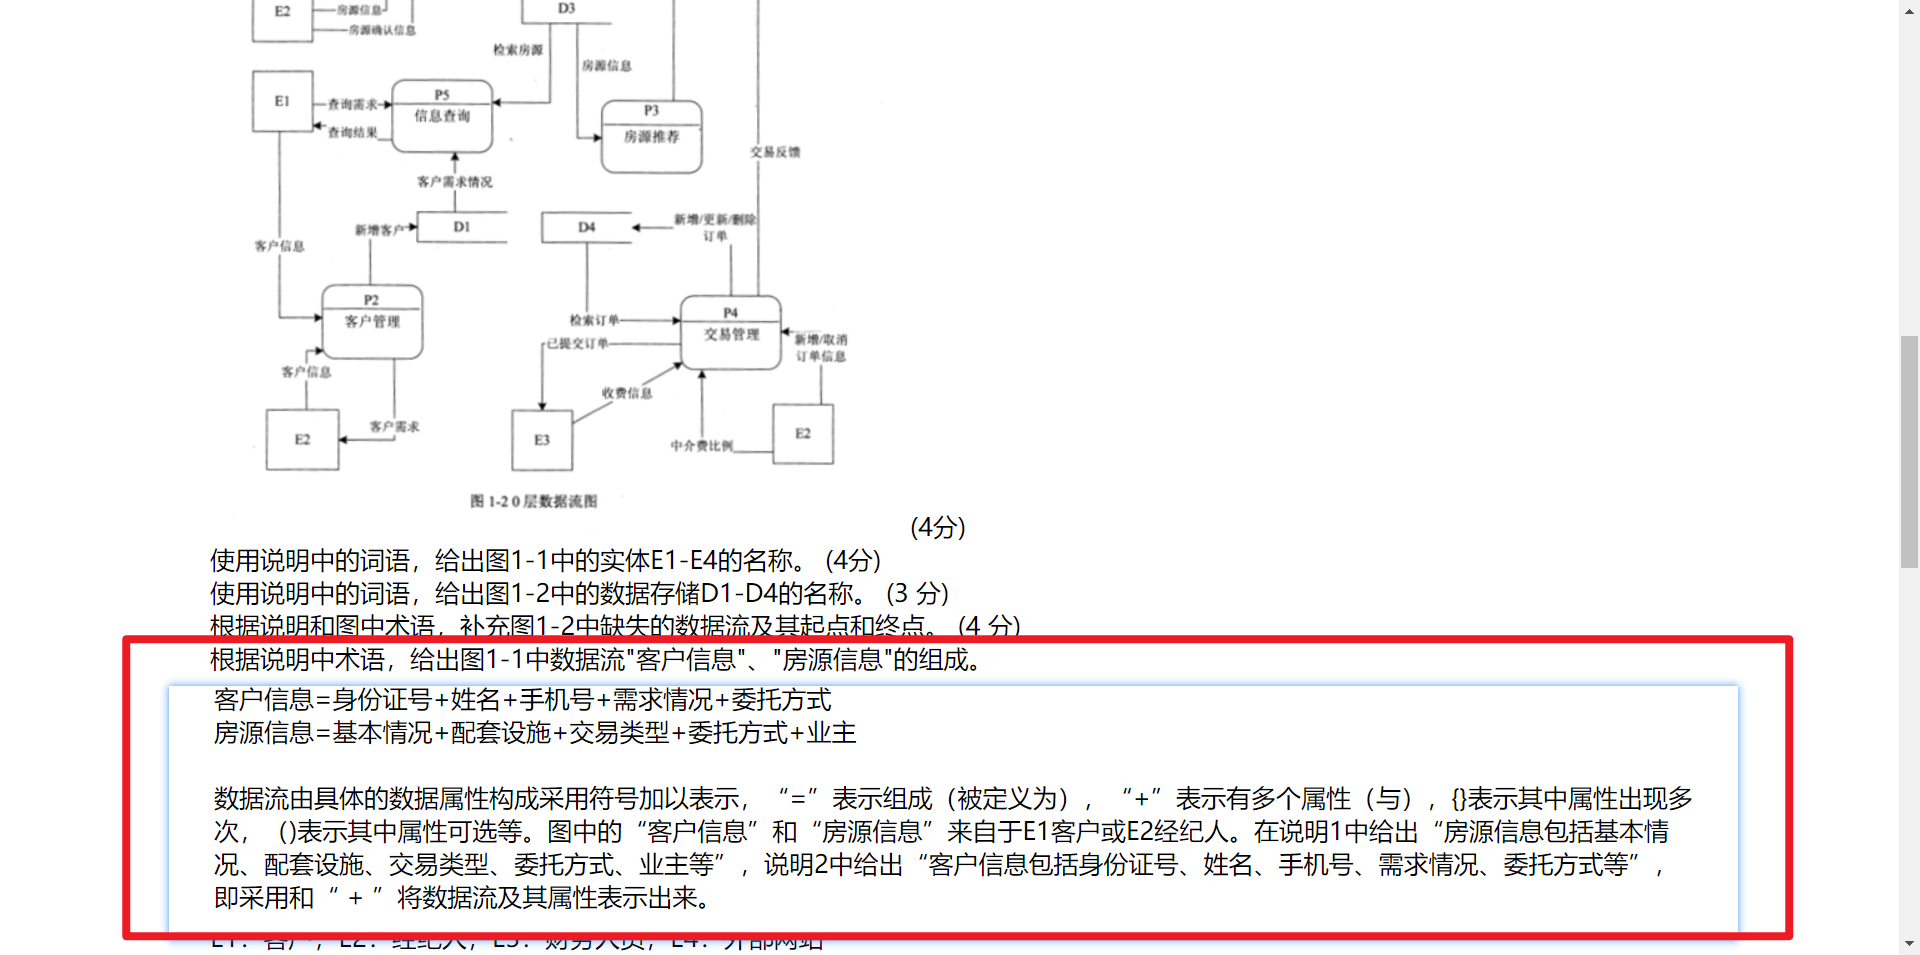 E2
房源信息
房源确认信息
D3
检索房源
房源信息
E1
查询需求
查询结果
P5
信息查询
P3
房源推荐
交易反馈
客户需求情况
新增客户
D1
D4
新增/更新/删除
订单
客户信息
P2
客户管理
检索订单
已提交订单
P4
交易管理
新增/取消
订单信息
客户信息
收费信息
E2
客户需求
E3
中介费比例
E2
图 1-2 0 层数据流图
(4分)
使用说明中的词语，给出图1-1中的实体E1-E4的名称。 (4分)
使用说明中的词语，给出图1-2中的数据存储D1-D4的名称。 (3 分)
根据说明和图中术语，补充图1-2中缺失的数据流及其起点和终点。 (4 分)
根据说明中术语，给出图1-1中数据流"客户信息"、"房源信息"的组成。
客户信息=身份证号+姓名+手机号+需求情况+委托方式
房源信息=基本情况+配套设施+交易类型+委托方式+业主
数据流由具体的数据属性构成采用符号加以表示，“=”表示组成（被定义为），“+”表示有多个属性（与），{}表示其中属性出现多
次，（)表示其中属性可选等。图中的“客户信息”和“房源信息”来自于E1客户或E2经纪人。在说明1中给出“房源信息包括基本情
况、配套设施、交易类型、委托方式、业主等”，说明2中给出“客户信息包括身份证号、姓名、手机号、需求情况、委托方式等”，
即采用和“ + ”将数据流及其属性表示出来。
E1：客户，E2：经纪人，E3：财务人员，E4：外部网站